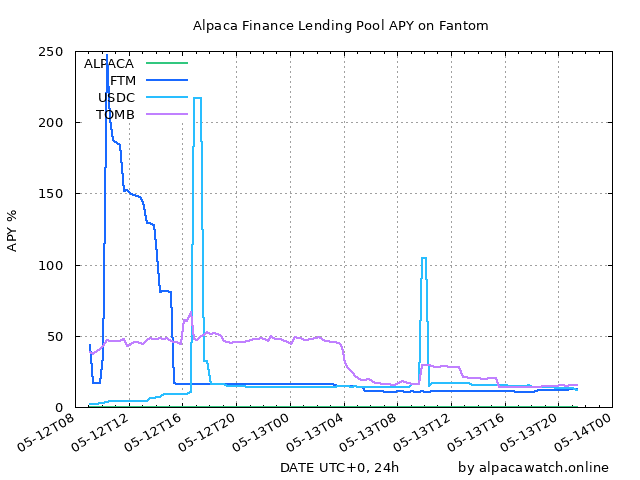 Alpaca Finance Lending Pool APY on Fantom
250
200
150
100
50
0
APY %
ALPACA
FTM
USDC
TOMB
05-12T08
05-12T12
05-12T16
05-12T20
05-13T00
05-13T04
05-13T08
05-13T12
05-13T16
05-13T20
05-14T00
DATE UTC+0, 24h
by alpacawatch.online